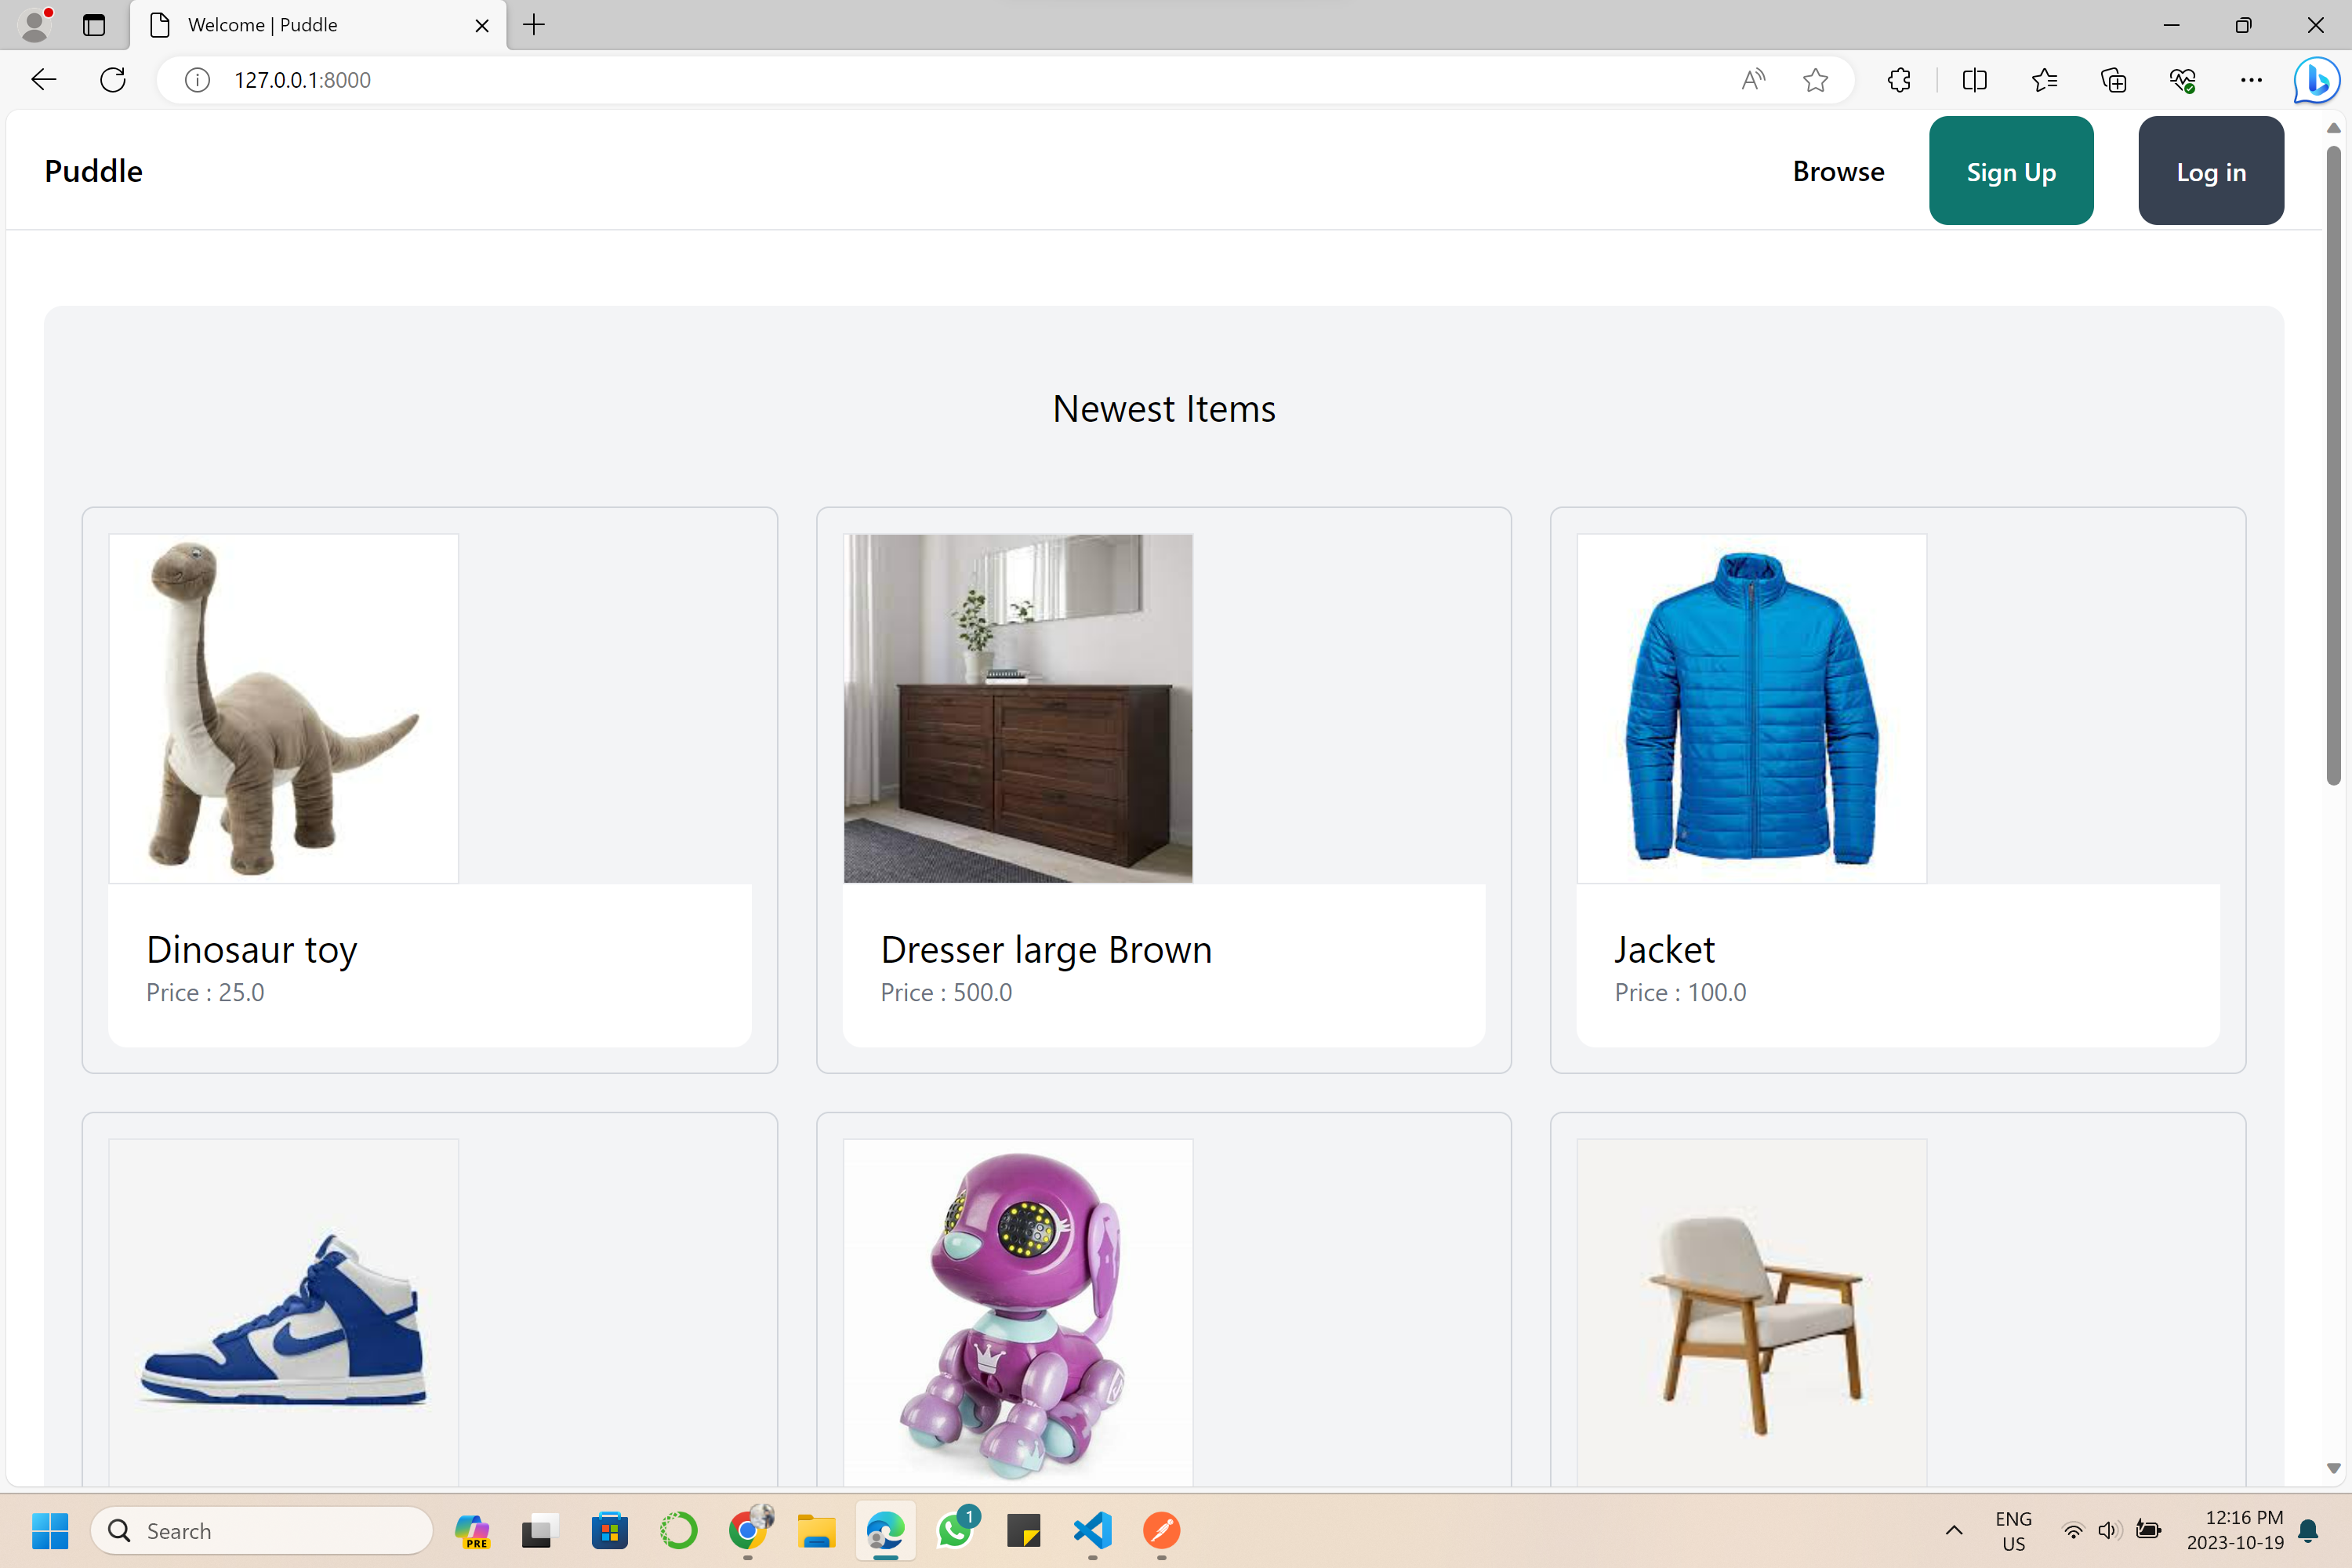 Welcome | Puddle
127.0.0.1:8000
Puddle
Browse
Sign Up
Log in
Newest Items
Dinosaur toy
Price : 25.0
Dresser large Brown
Price : 500.0
Jacket
Price : 100.0
Search
PRE
1
ENG
US
12:16 PM
2023-10-19